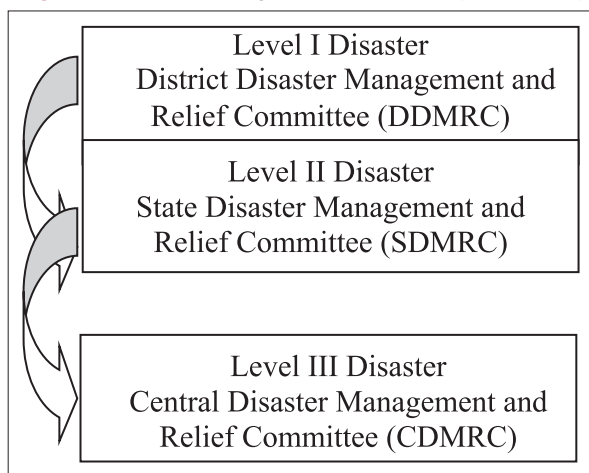 Level I Disaster
District Disaster Management and
Relief Committee (DDMRC)
Level II Disaster
State Disaster Management and
Relief Committee (SDMRC)
Level III Disaster
Central Disaster Management and
Relief Committee (CDMRC)